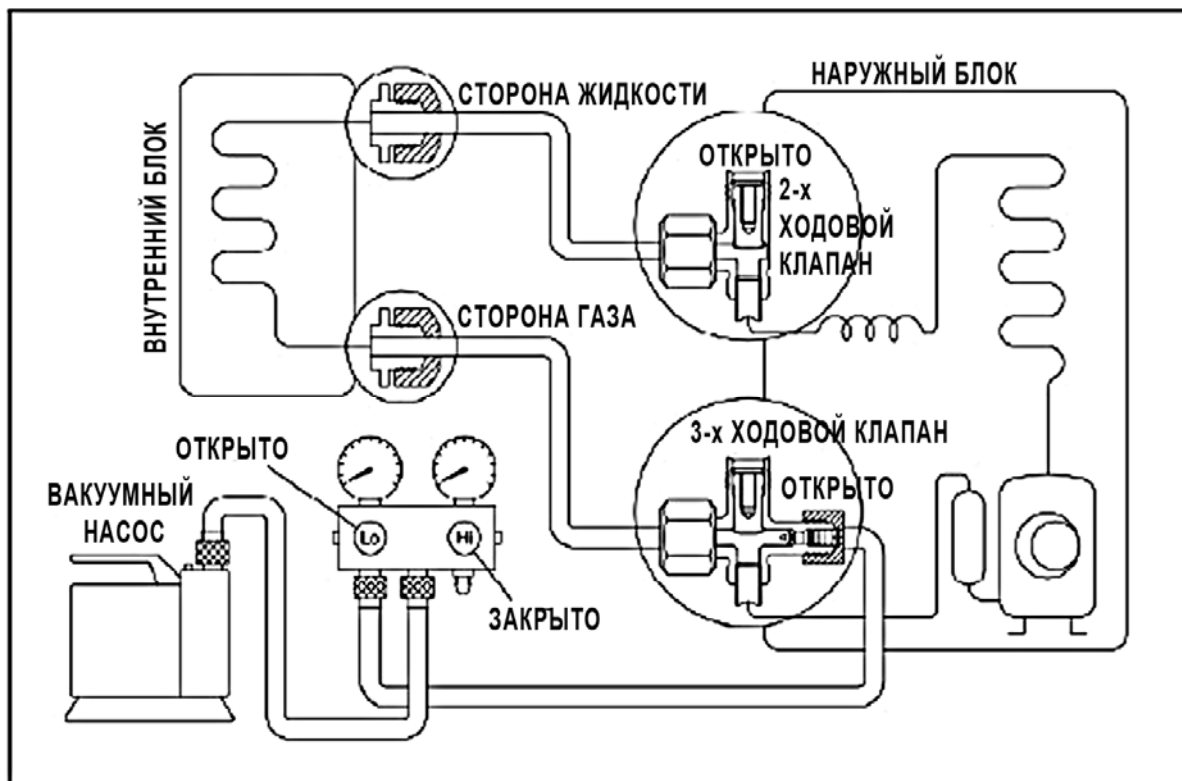 НАРУЖНЫЙ БЛОК
СТОРОНА ЖИДКОСТИ
ВНУТРЕННИЙ БЛОК
ОТКРЫТО
2-х
ХОДОВОЙ
КЛАПАН
СТОРОНА ГАЗА
3-х ХОДОВОЙ КЛАПАН
ОТКРЫТО
ОТКРЫТО
ВАКУУМНЫЙ
НАСОС
Lo
Hi
ЗАКРЫТО